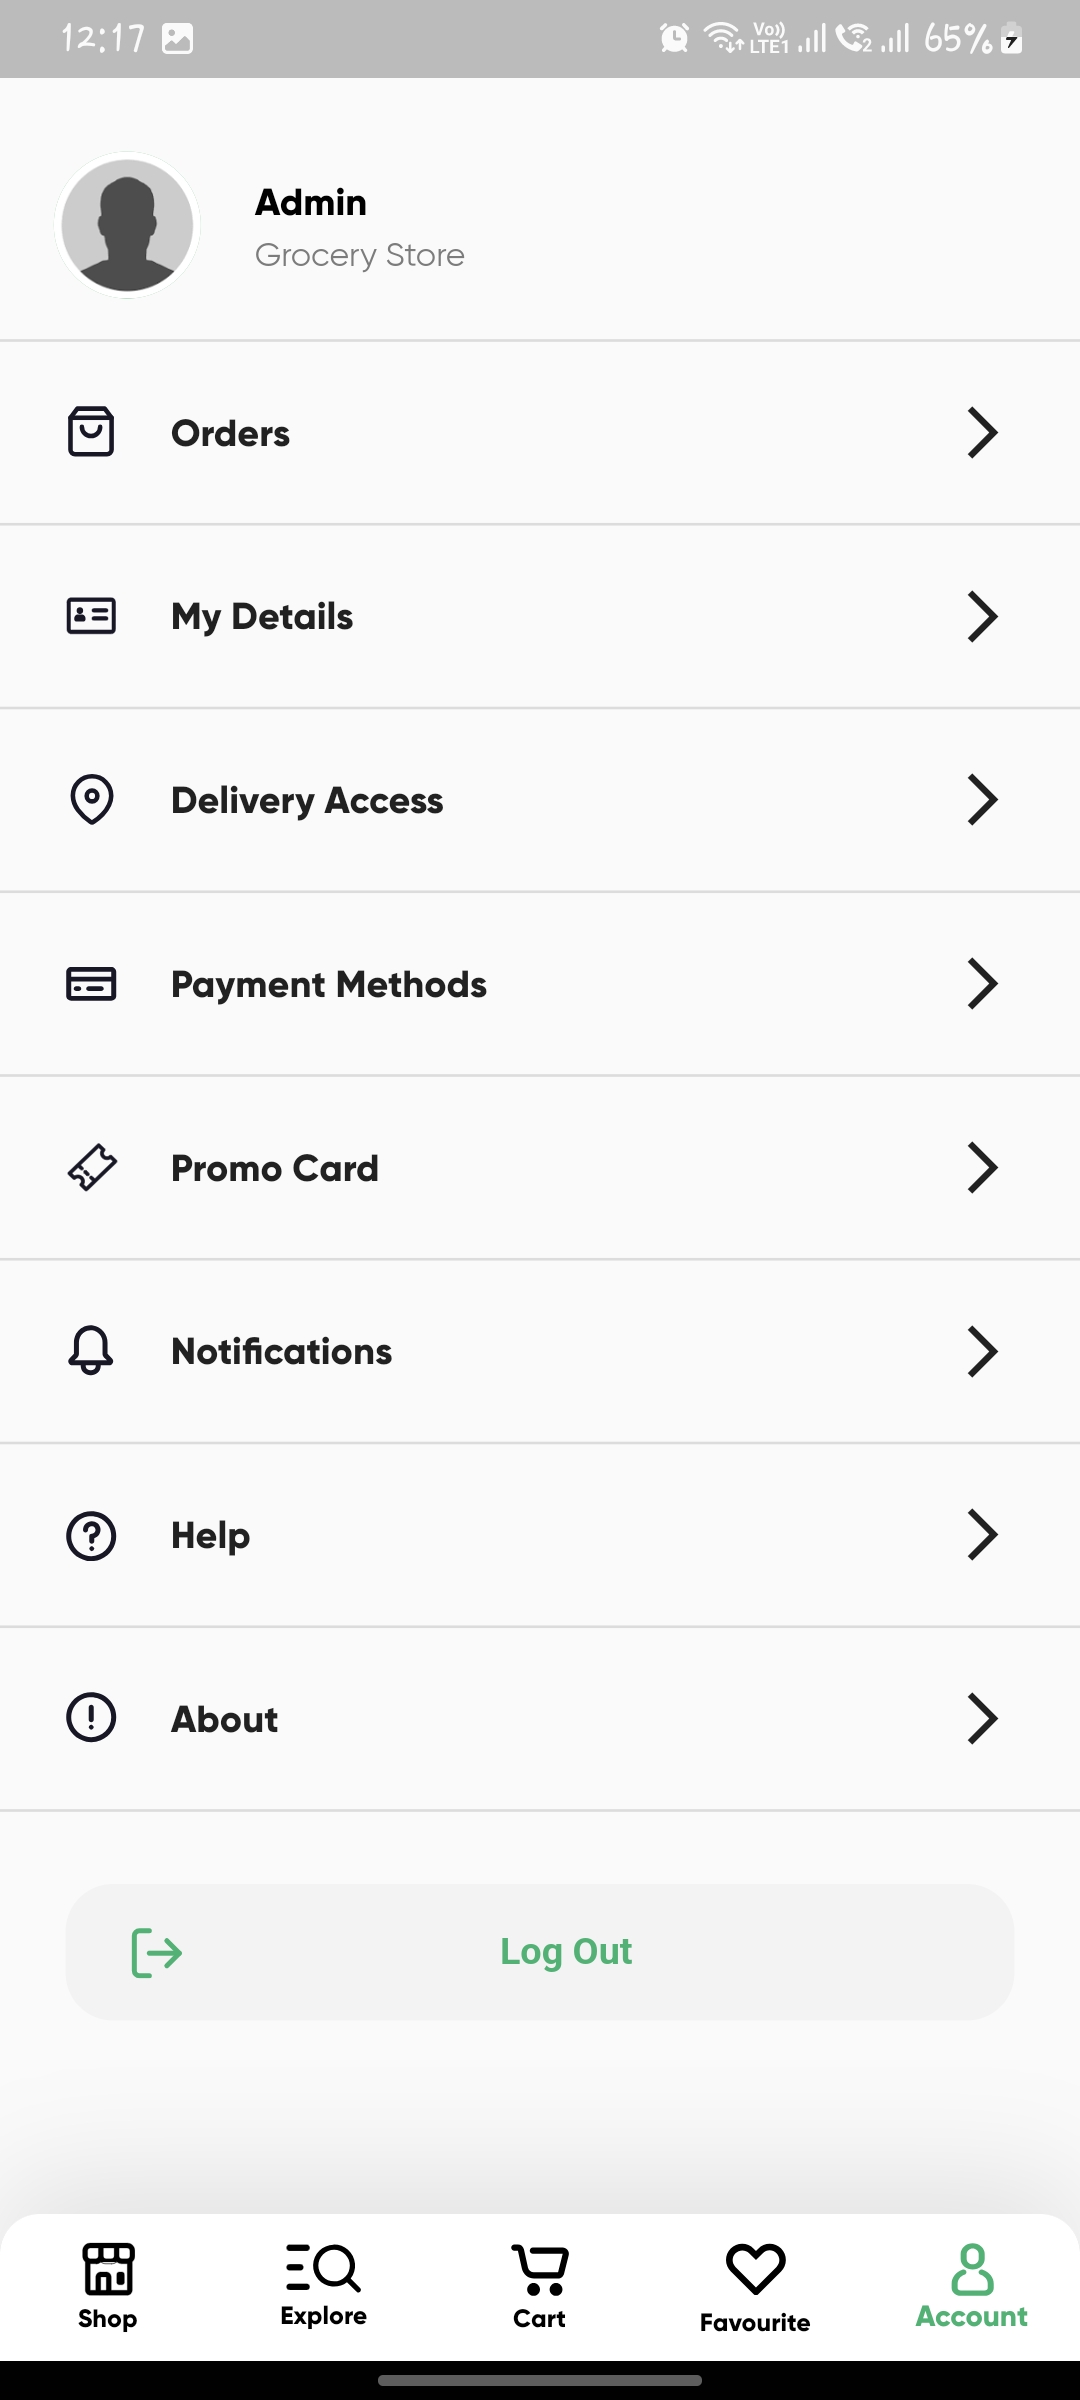 12:17 Vo)) LTE1 2 65%
Admin
Grocery Store
Orders
My Details
Delivery Access
Payment Methods
Promo Card
Notifications
Help
About
Log Out
Shop Explore Cart Favourite Account